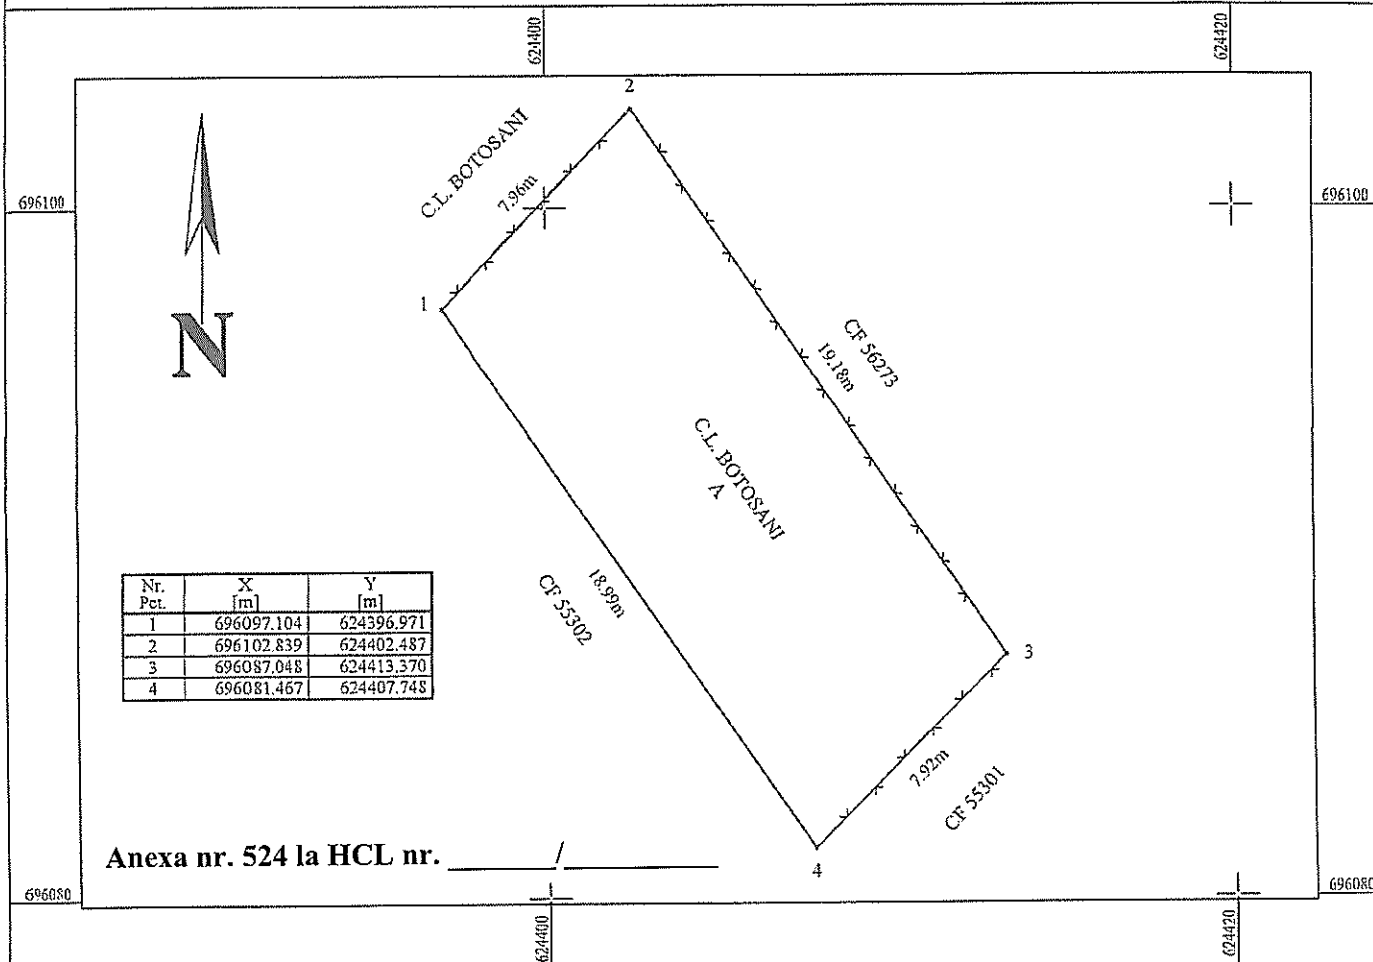 624400
624420
696100
696100
2
C.L. BOTOSANI
7.96m
1
N
CF 56273
19.18m
C.L. BOTOSANI
A
18.99m
CF 55302
Nr. Pct. X [m] Y [m]
1 696097.104 624396.971
2 696102.839 624402.487
3 696087.048 624413.370
4 696081.467 624407.748
3
7.92m
CF 55301
4
Anexa nr. 524 la HCL nr. ________/____________
696080
696080
624400
624420